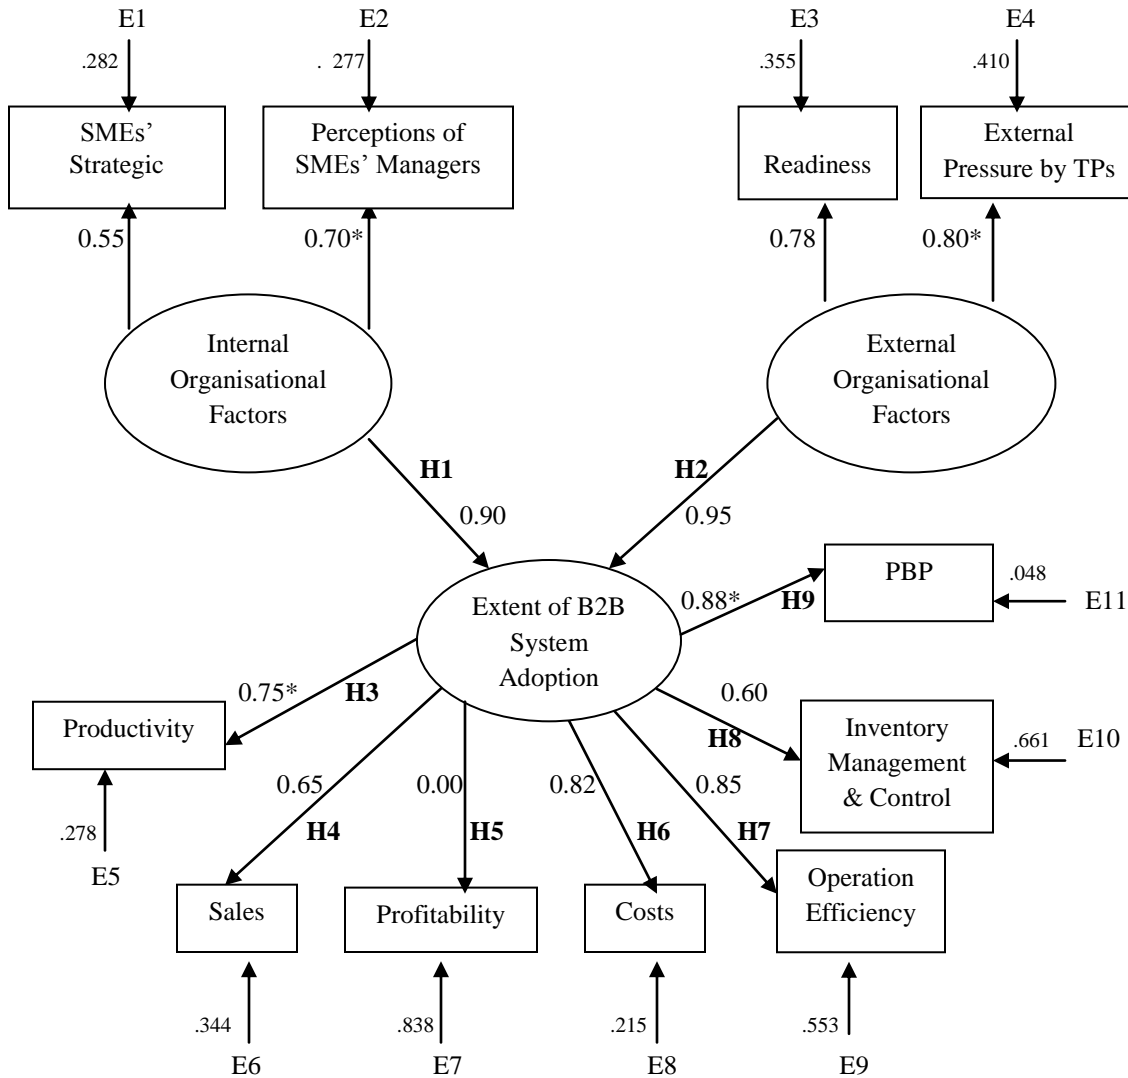 E1
E2
E3
E4
.282
. 277
.355
.410
SMEs'
Strategic
Perceptions of
SMEs' Managers
Readiness
External
Pressure by TPs
0.55
0.70*
0.78
0.80*
Internal
Organisational
Factors
External
Organisational
Factors
H1
0.90
H2
0.95
Extent of B2B
System
Adoption
0.88*
H9
PBP
.048
E11
0.75*
H3
Productivity
.278
E5
0.60
H8
Inventory
Management
& Control
.661
E10
0.65
H4
0.00
H5
0.82
H6
0.85
H7
Sales
Profitability
Costs
Operation
Efficiency
.344
E6
.838
E7
.215
E8
.553
E9